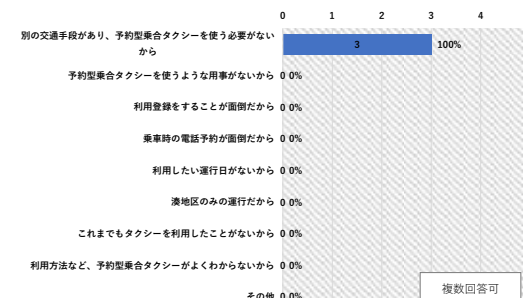 0 1 2 3 4
別の交通手段があり、予約型乗合タクシーを使う必要がない
から
3 100%
予約型乗合タクシーを使うような用事がないから 0 0%
利用登録をすることが面倒だから 0 0%
乗車時の電話予約が面倒だから 0 0%
利用したい運行日がないから 0 0%
湊地区のみの運行だから 0 0%
これまでもタクシーを利用したことがないから 0 0%
利用方法など、予約型乗合タクシーがよくわからないから 0 0%
その他 0 0%
複数回答可